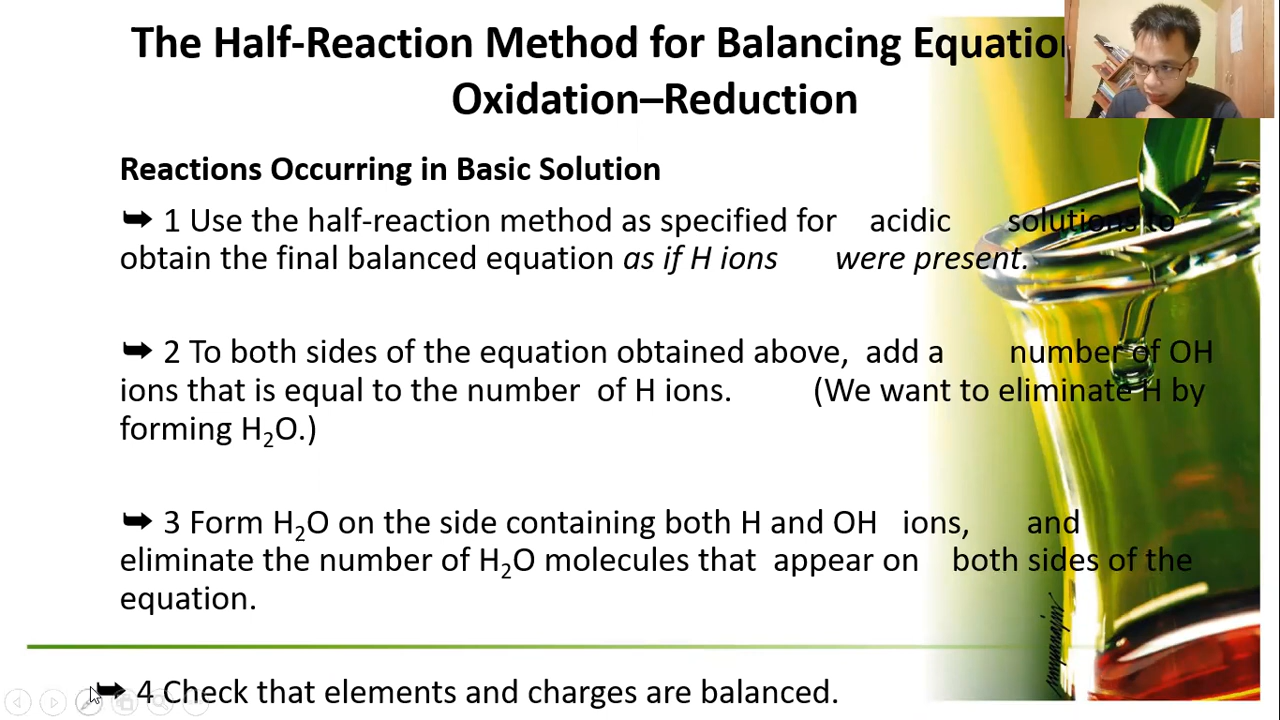 The Half-Reaction Method for Balancing
Oxidation–Reduction
Reactions Occurring in Basic Solution
➥ 1 Use the half-reaction method as specified for acidic solutions to
obtain the final balanced equation as if H ions were present.
➥ 2 To both sides of the equation obtained above, add a number of OH
ions that is equal to the number of H ions. (We want to eliminate H by
forming H₂O.)
➥ 3 Form H₂O on the side containing both H and OH ions, and
eliminate the number of H₂O molecules that appear on both sides of the
equation.
➥ 4 Check that elements and charges are balanced.